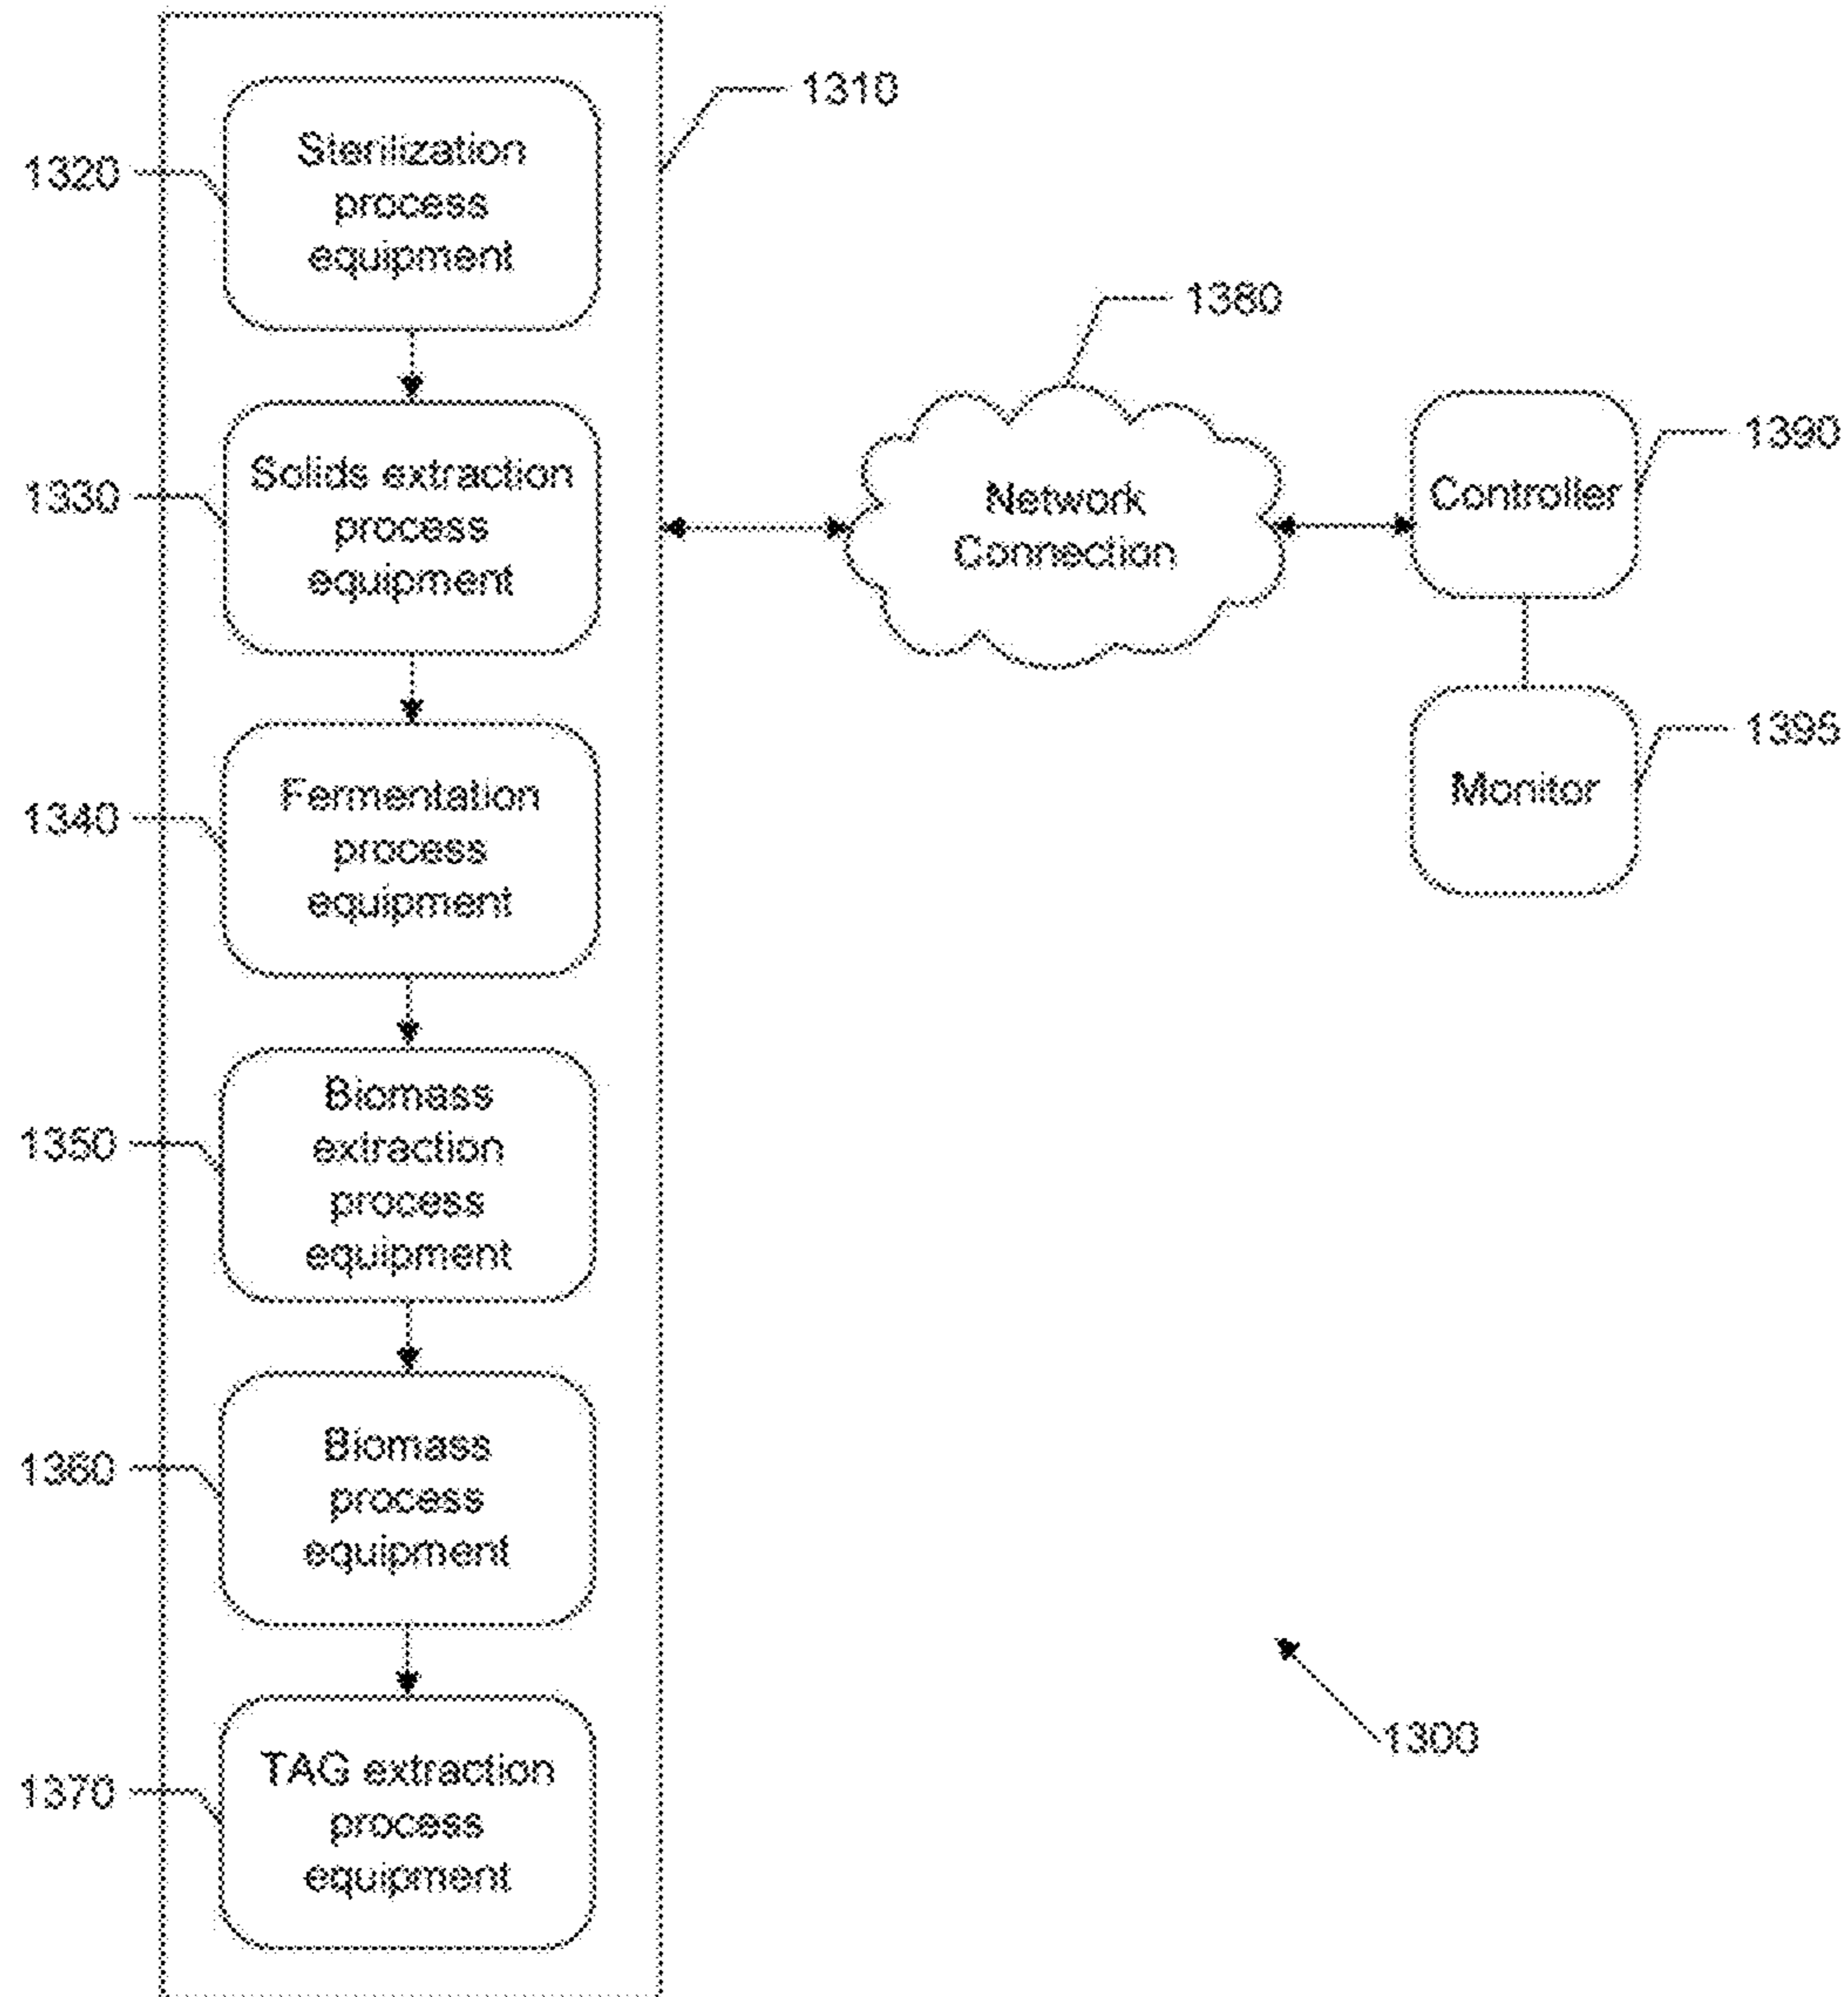 1310
1320
Sterilization
process
equipment
1380
1330
Solids extraction
process
equipment
Network
Connection
Controller
1390
1340
Fermentation
process
equipment
Monitor
1395
1350
Biomass
extraction
process
equipment
1360
Biomass
process
equipment
1300
1370
TAG extraction
process
equipment